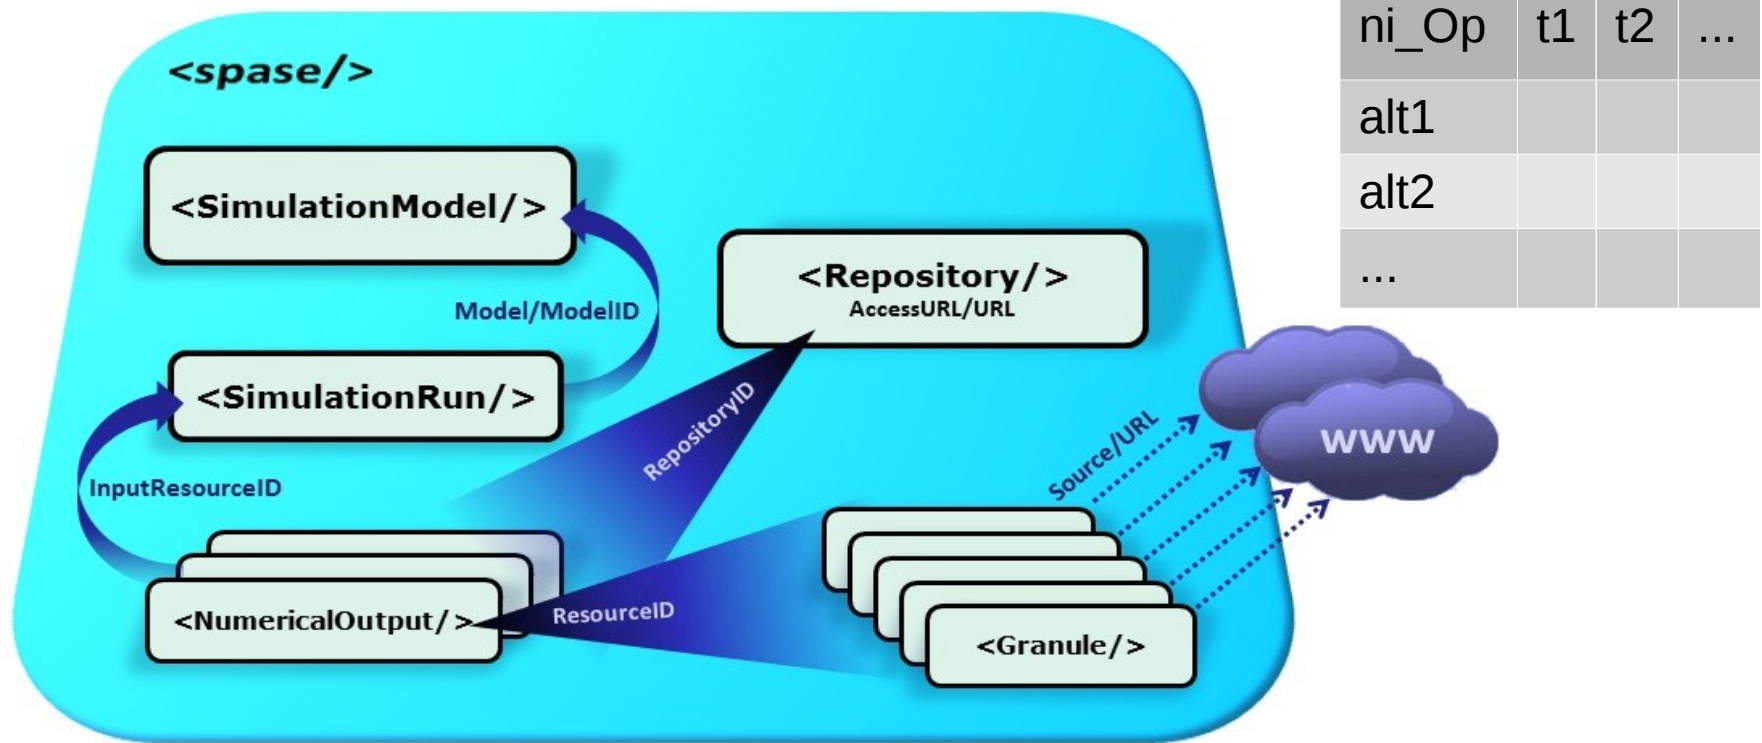 <spase/>
<SimulationModel/>
Model/ModelID
<SimulationRun/>
InputResourceID
<NumericalOutput/>
<Repository/>
AccessURL/URL
RepositoryID
ResourceID
<Granule/>
Source/URL
www
ni_Op t1 t2 ...
alt1
alt2
...